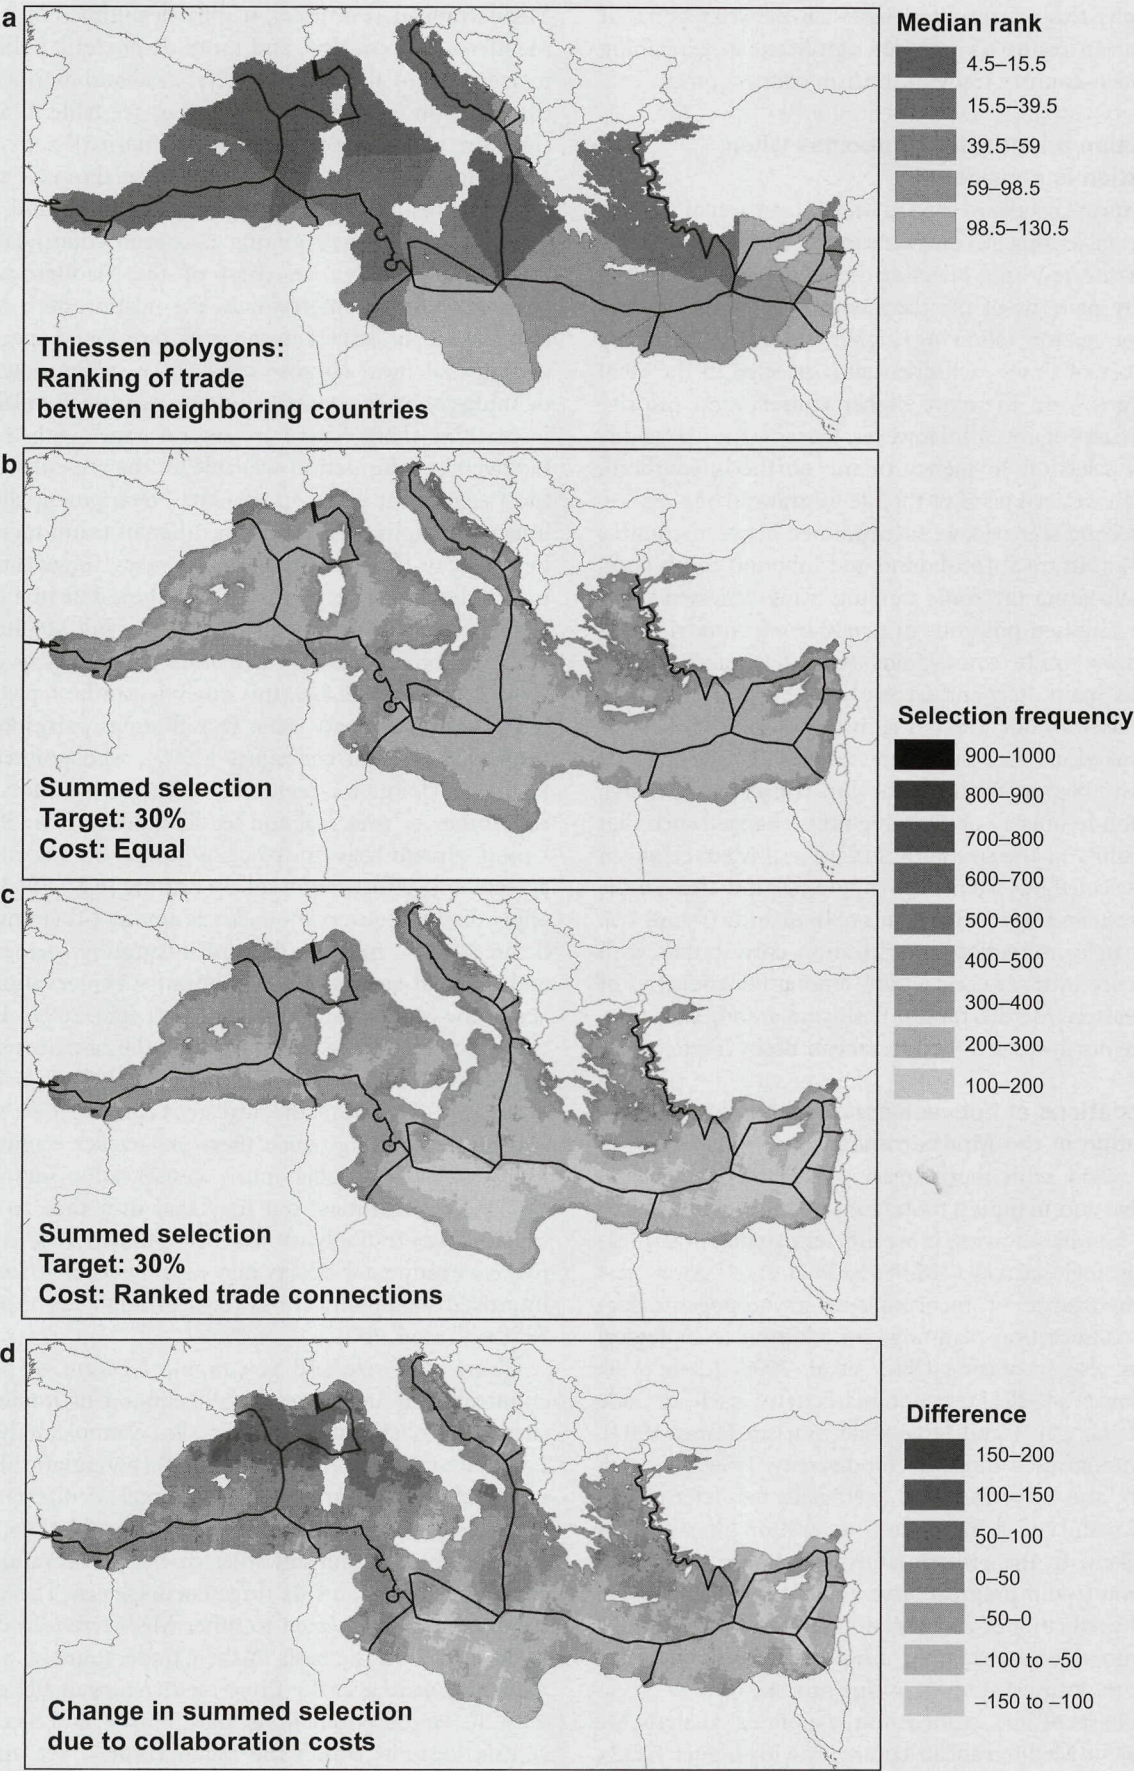 a
Median rank
4.5–15.5
15.5–39.5
39.5–59
59–98.5
98.5–130.5
Thiessen polygons:
Ranking of trade
between neighboring countries
b
Summed selection
Target: 30%
Cost: Equal
Selection frequency
900–1000
800–900
700–800
600–700
500–600
400–500
300–400
200–300
100–200
c
Summed selection
Target: 30%
Cost: Ranked trade connections
d
Difference
150–200
100–150
50–100
0–50
–50–0
–100 to –50
–150 to –100
Change in summed selection
due to collaboration costs